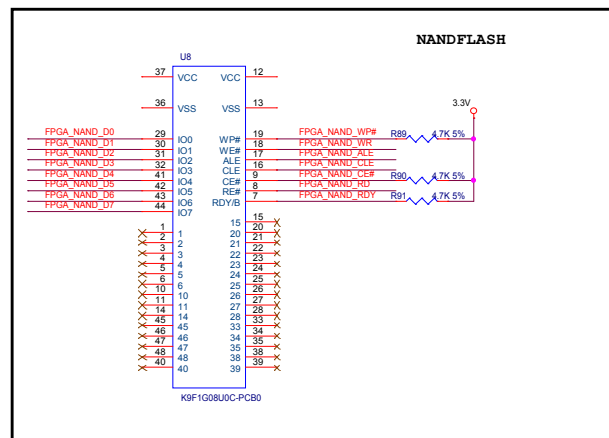 NANDFLASH
U8
3.3V
37 VCC VCC 12
36 VSS VSS 13
FPGA_NAND_D0 29 IO0 WP# 19 FPGA_NAND_WP# R89 4.7K 5%
FPGA_NAND_D1 30 IO1 WE# 18 FPGA_NAND_WR
FPGA_NAND_D2 31 IO2 ALE 17 FPGA_NAND_ALE
FPGA_NAND_D3 32 IO3 CLE 16 FPGA_NAND_CLE
FPGA_NAND_D4 41 IO4 CE# 9 FPGA_NAND_CE# R90 4.7K 5%
FPGA_NAND_D5 42 IO5 RE# 8 FPGA_NAND_RD
FPGA_NAND_D6 43 IO6 RDY/B 7 FPGA_NAND_RDY R91 4.7K 5%
FPGA_NAND_D7 44 IO7
15 15
1 1 20 20
2 2 21 21
3 3 22 22
4 4 23 23
5 5 24 24
6 6 25 25
10 10 26 26
11 11 27 27
14 14 28 28
45 45 33 33
46 46 34 34
47 47 35 35
48 48 38 38
40 40 39 39
K9F1G08U0C-PCB0